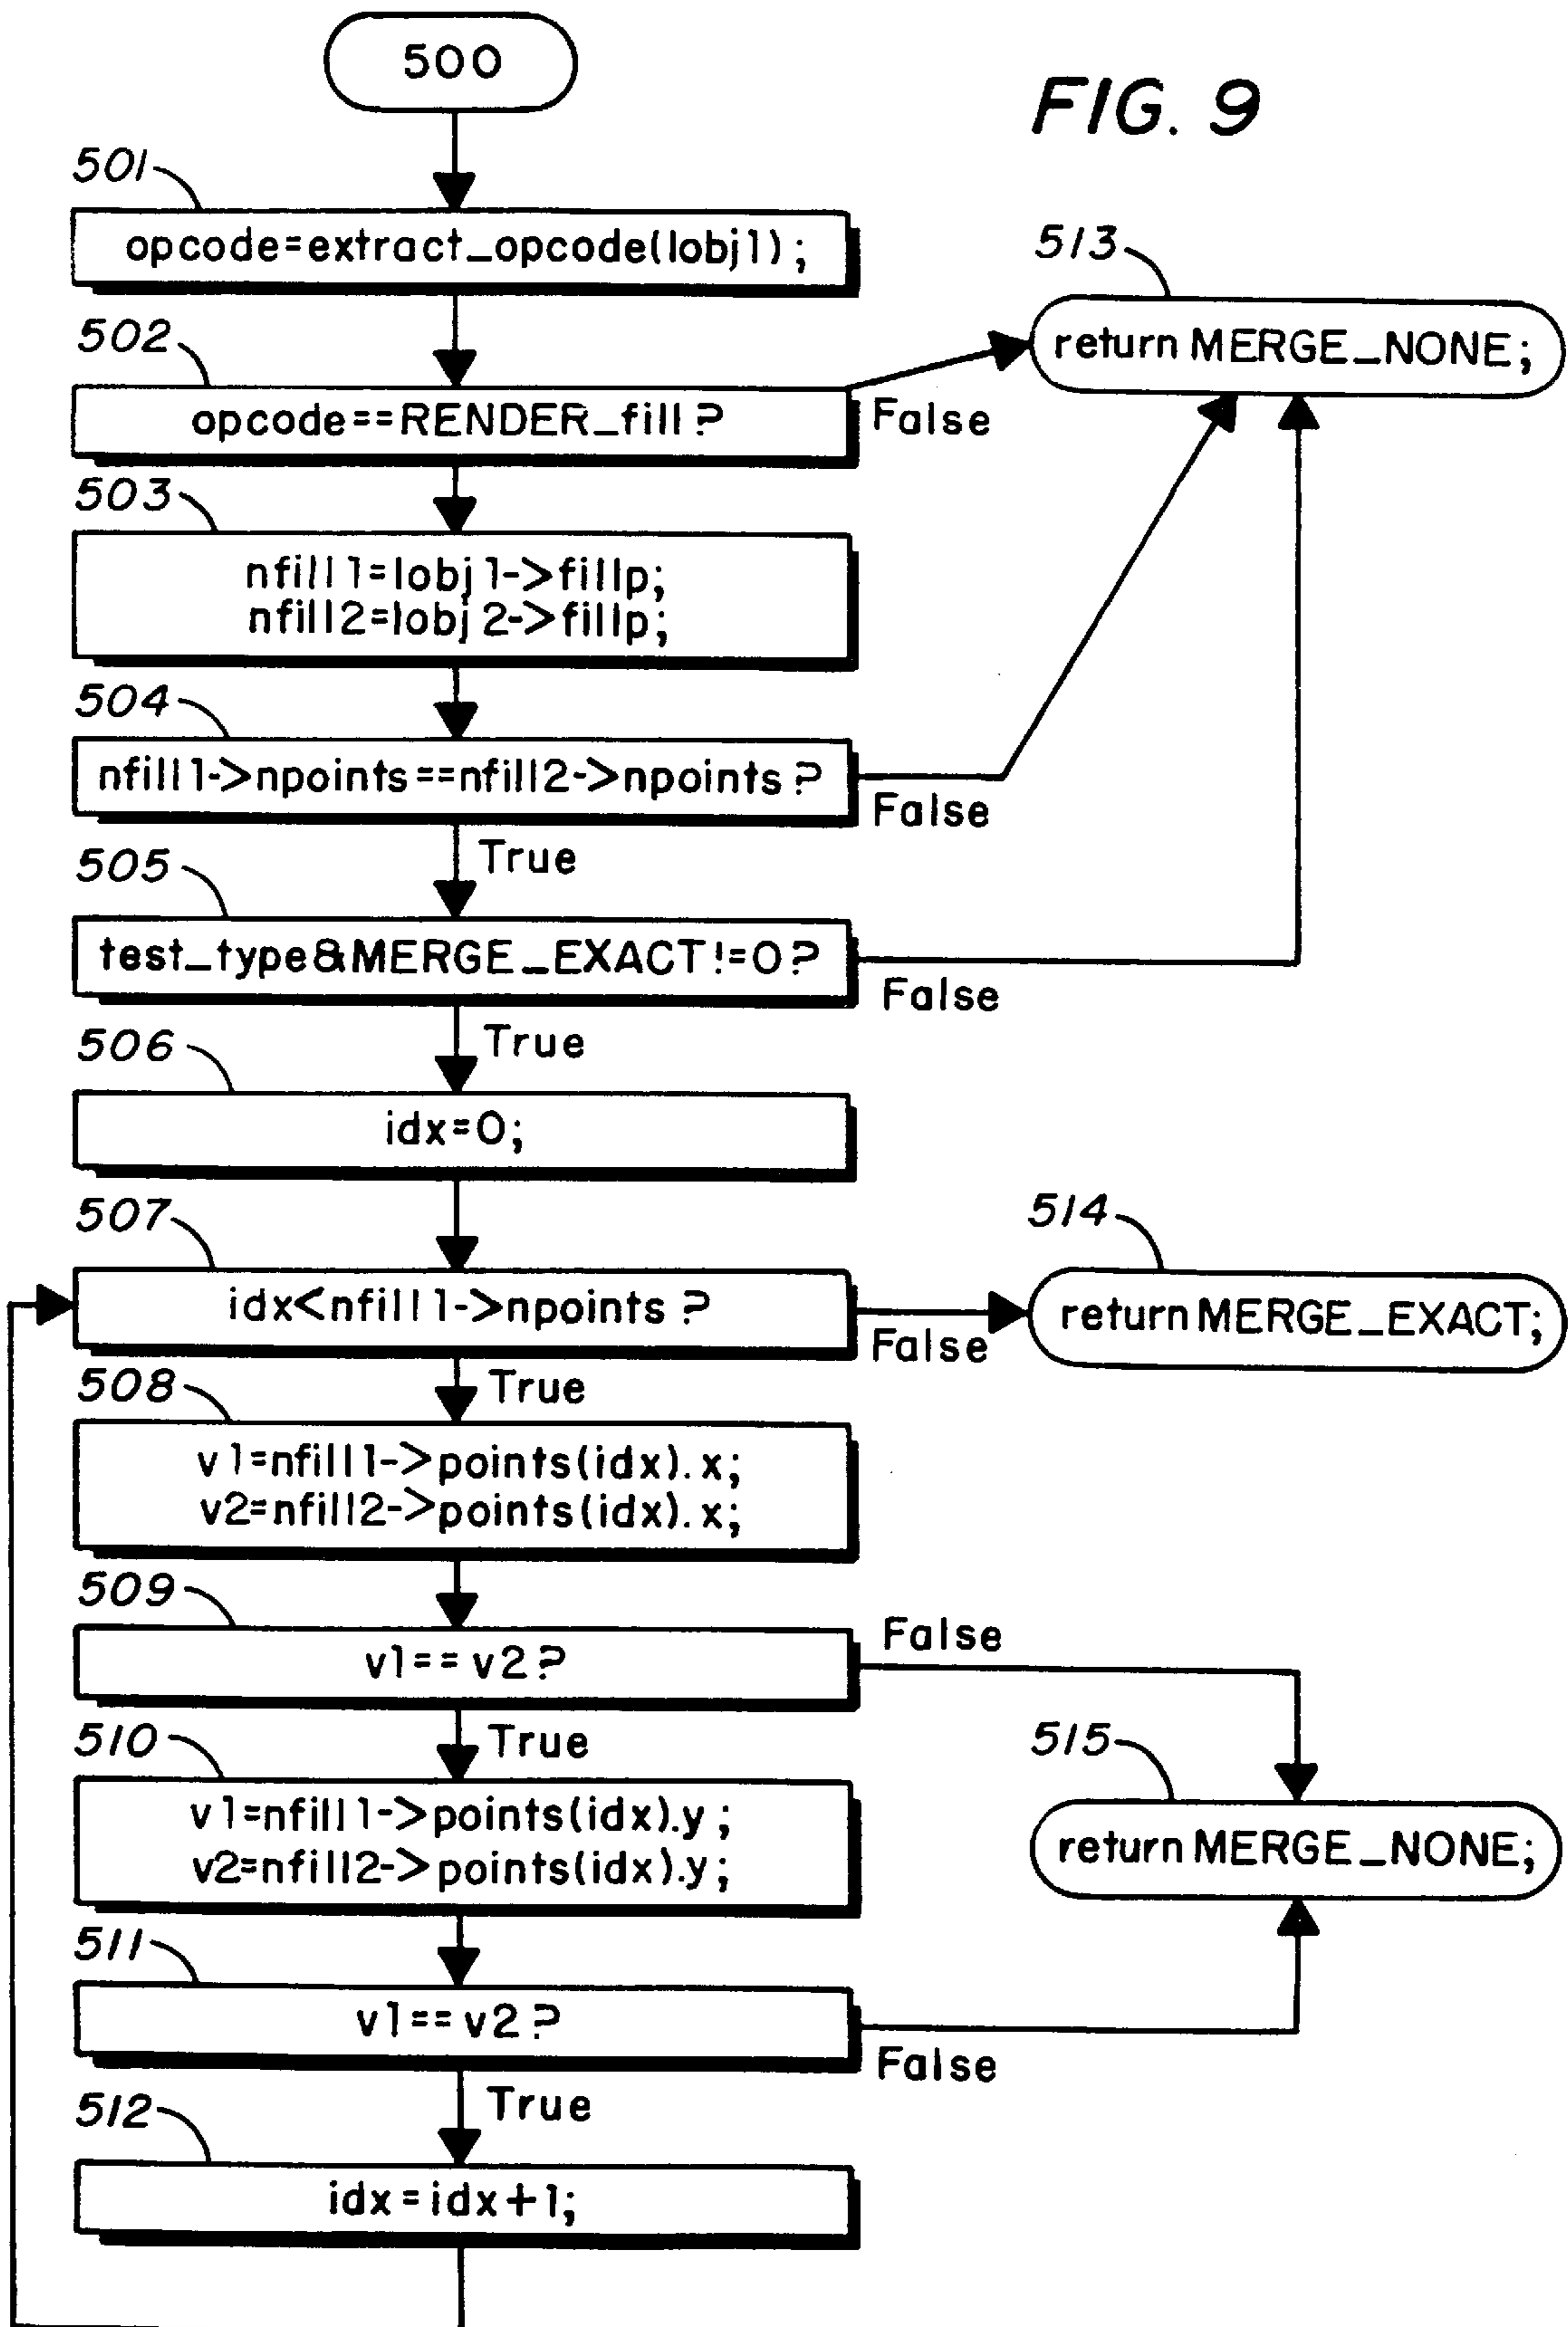 500
FIG. 9
501
opcode=extract_opcode(lobj1);
513
return MERGE_NONE;
502
opcode==RENDER_fill?
False
503
nfill1=lobj1->fillp;
nfill2=lobj2->fillp;
504
nfill1->npoints==nfill2->npoints?
False
True
505
test_type&MERGE_EXACT!=0?
False
True
506
idx=0;
507
idx<nfill1->npoints?
False
514
return MERGE_EXACT;
True
508
v1=nfill1->points(idx).x;
v2=nfill2->points(idx).x;
509
v1==v2?
False
True
510
v1=nfill1->points(idx).y;
v2=nfill2->points(idx).y;
515
return MERGE_NONE;
511
v1==v2?
False
True
512
idx=idx+1;